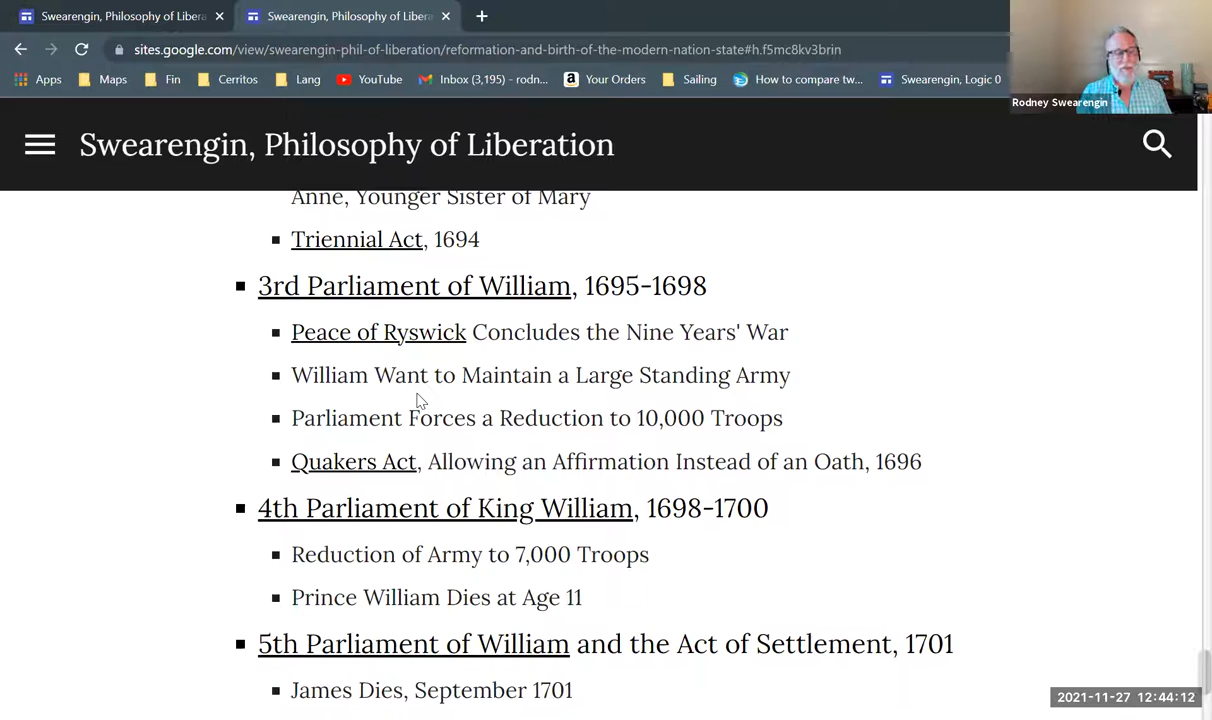 Swearengin, Philosophy of Libera
Swearengin, Philosophy of Libera
sites.google.com/view/swearengin-phil-of-liberation/reformation-and-birth-of-the-modern-nation-state#h.f5mc8kv3brin
Apps Maps Fin Cerritos Lang YouTube Inbox (3,195) - rodn... Your Orders Sailing How to compare tw... Swearengin, Logic 0
Rodney Swearengin
Swearengin, Philosophy of Liberation
Anne, Younger Sister of Mary
Triennial Act, 1694
3rd Parliament of William, 1695-1698
Peace of Ryswick Concludes the Nine Years' War
William Want to Maintain a Large Standing Army
Parliament Forces a Reduction to 10,000 Troops
Quakers Act, Allowing an Affirmation Instead of an Oath, 1696
4th Parliament of King William, 1698-1700
Reduction of Army to 7,000 Troops
Prince William Dies at Age 11
5th Parliament of William and the Act of Settlement, 1701
James Dies, September 1701
2021-11-27 12:44:12